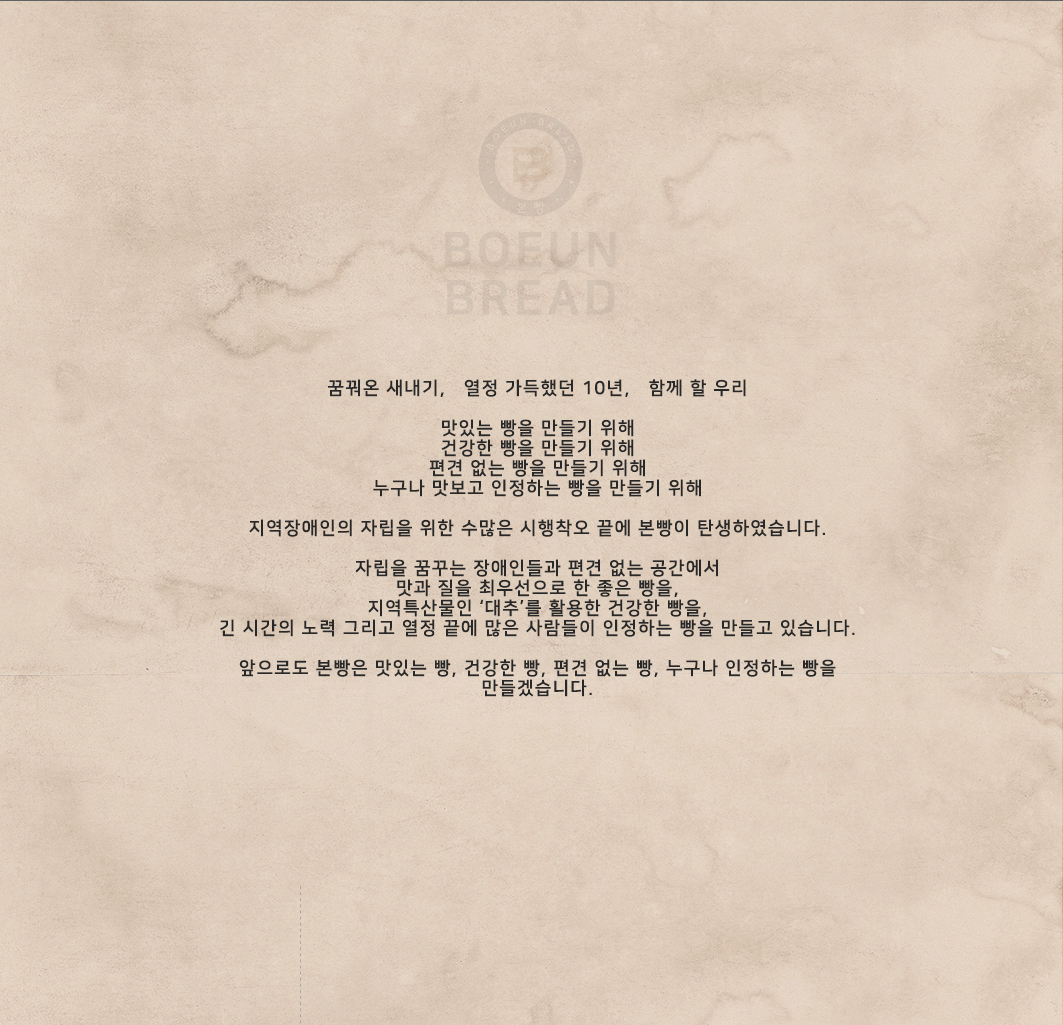 BOEUN
BREAD
꿈꿔온 새내기, 열정 가득했던 10년, 함께 할 우리
맛있는 빵을 만들기 위해
건강한 빵을 만들기 위해
편견 없는 빵을 만들기 위해
누구나 맛보고 인정하는 빵을 만들기 위해
지역장애인의 자립을 위한 수많은 시행착오 끝에 본빵이 탄생하였습니다.
자립을 꿈꾸는 장애인들과 편견 없는 공간에서
맛과 질을 최우선으로 한 좋은 빵을,
지역특산물인 ‘대추’를 활용한 건강한 빵을,
긴 시간의 노력 그리고 열정 끝에 많은 사람들이 인정하는 빵을 만들고 있습니다.
앞으로도 본빵은 맛있는 빵, 건강한 빵, 편견 없는 빵, 누구나 인정하는 빵을
만들겠습니다.